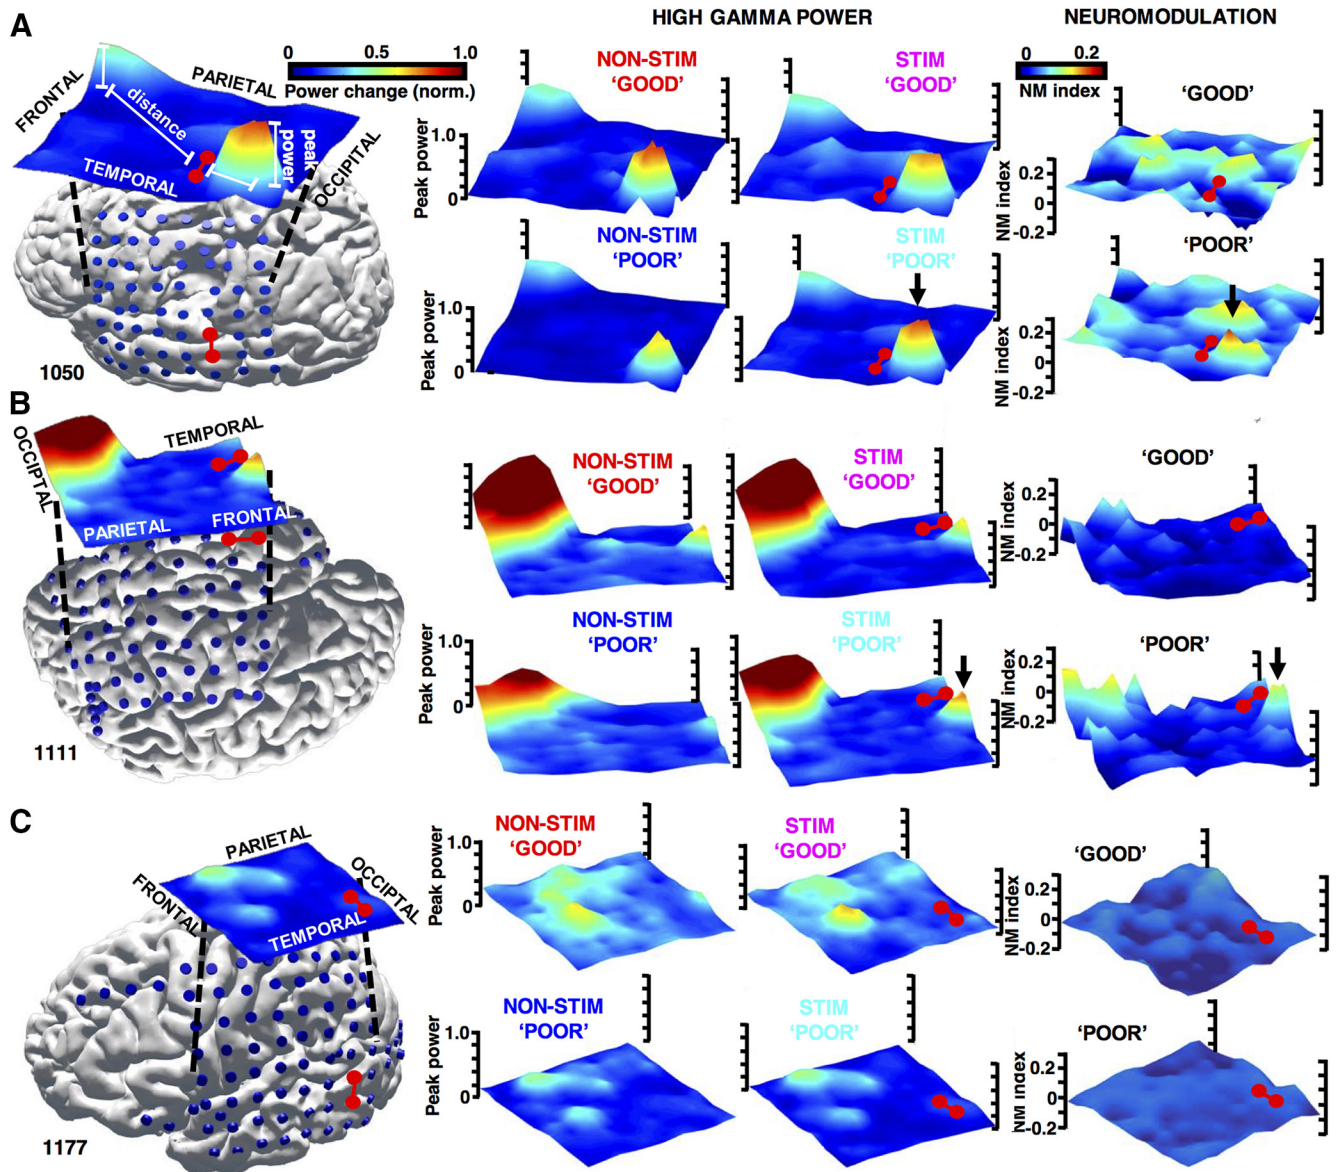 HIGH GAMMA POWER
NEUROMODULATION
A
0
0.5
1.0
Power change (norm.)
FRONTAL
PARIETAL
distance
TEMPORAL
peak
power
OCCIPITAL
1050
NON-STIM
'GOOD'
Peak power
1.0
0
STIM
'GOOD'
0
0.2
NM index
'GOOD'
NM index
0.2
0
-0.2
NON-STIM
'POOR'
Peak power
1.0
0
STIM
'POOR'
'POOR'
NM index
0.2
0
-0.2
B
OCCIPTAL
TEMPORAL
PARIETAL
FRONTAL
1111
NON-STIM
'GOOD'
STIM
'GOOD'
'GOOD'
NM index
0.2
0
-0.2
NON-STIM
'POOR'
Peak power
1.0
0
STIM
'POOR'
'POOR'
NM index
0.2
0
-0.2
C
PARIETAL
FRONTAL
OCCIPTAL
TEMPORAL
1177
NON-STIM
'GOOD'
Peak power
1.0
0
STIM
'GOOD'
'GOOD'
NM index
0.2
0
-0.2
NON-STIM
'POOR'
Peak power
1.0
0
STIM
'POOR'
'POOR'
NM index
0.2
0
-0.2